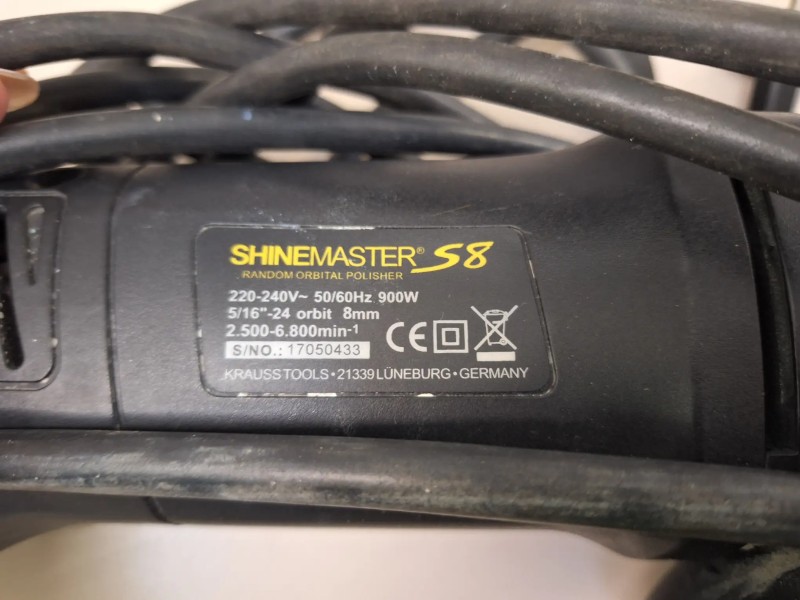 SHINEMASTER® S8
RANDOM ORBITAL POLISHER
220-240V~ 50/60Hz 900W
5/16"-24 orbit 8mm
2.500-6.800min-1
S/NO.: 17050433
CE
KRAUSS TOOLS • 21339 LÜNEBURG • GERMANY